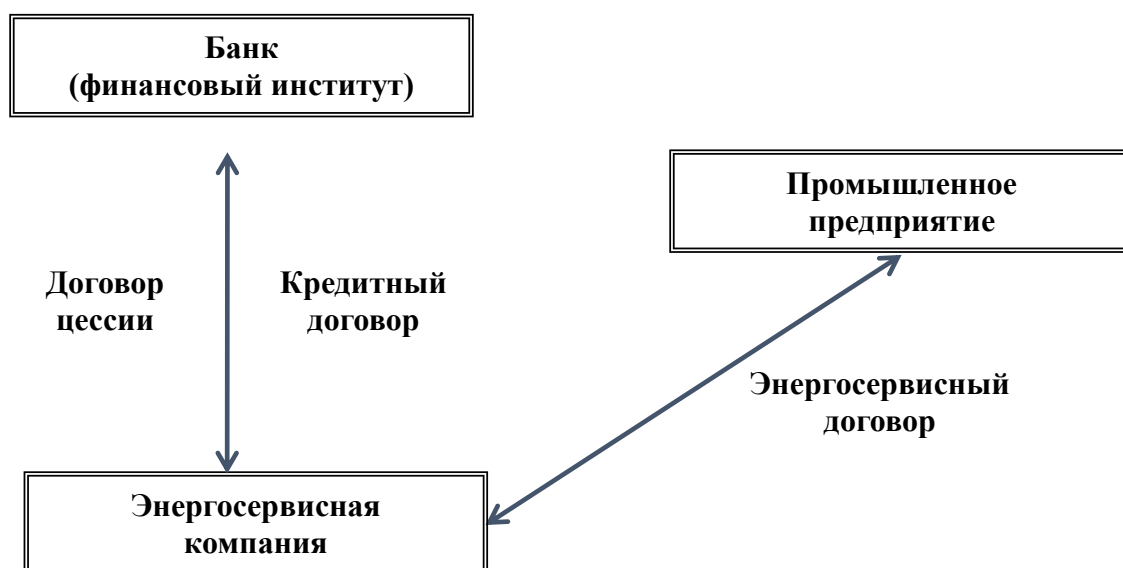 Банк
(финансовый институт)
Промышленное
предприятие
Договор
цессии
Кредитный
договор
Энергосервисный
договор
Энергосервисная
компания